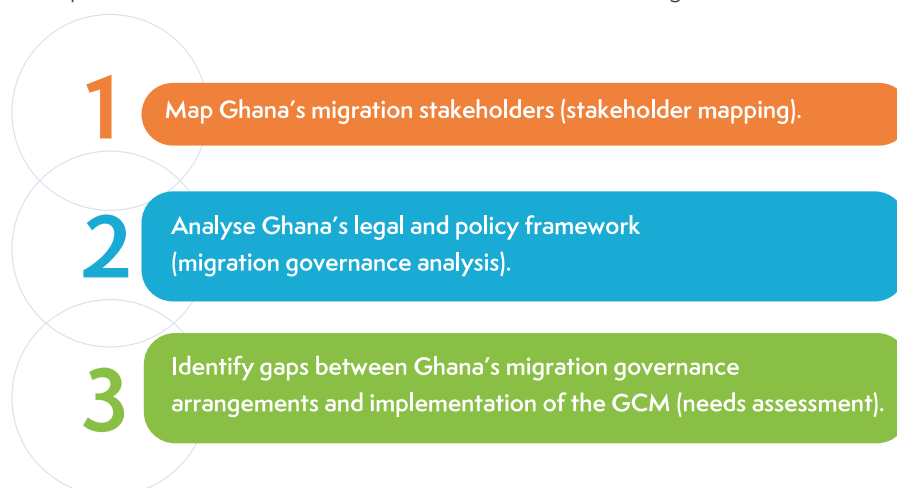 1
Map Ghana's migration stakeholders (stakeholder mapping).
2
Analyse Ghana's legal and policy framework
(migration governance analysis).
3
Identify gaps between Ghana's migration governance
arrangements and implementation of the GCM (needs assessment).